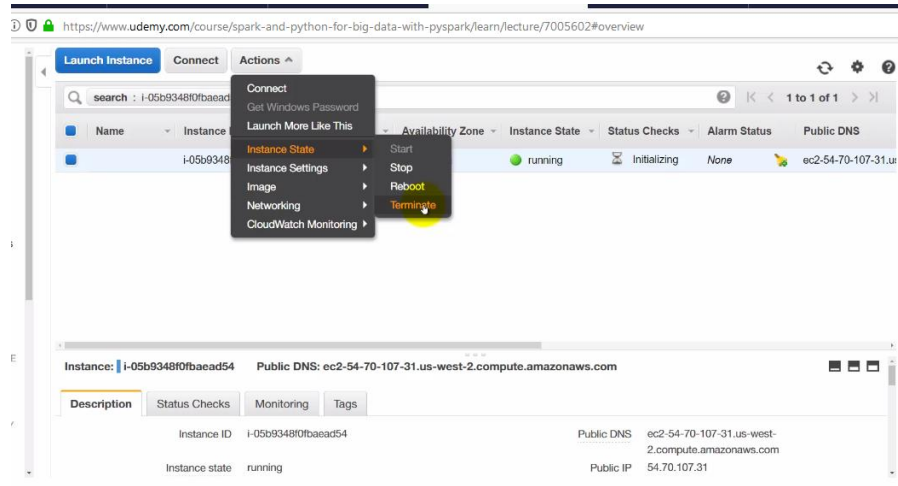 https://www.udemy.com/course/spark-and-python-for-big-data-with-pyspark/learn/lecture/7005602#overview
Launch Instance Connect Actions
search : i-05b9348f0fbaead
1 to 1 of 1
Connect
Get Windows Password
Launch More Like This
Name Instance Availability Zone Instance State Status Checks Alarm Status Public DNS
Instance State Start
i-05b9348 running Initializing None ec2-54-70-107-31.us
Instance Settings Stop
Image Reboot
Networking Terminate
CloudWatch Monitoring
Instance: i-05b9348f0fbaead54 Public DNS: ec2-54-70-107-31.us-west-2.compute.amazonaws.com
Description Status Checks Monitoring Tags
Instance ID i-05b9348f0fbaead54 Public DNS ec2-54-70-107-31.us-west-
2.compute.amazonaws.com
Instance state running Public IP 54.70.107.31